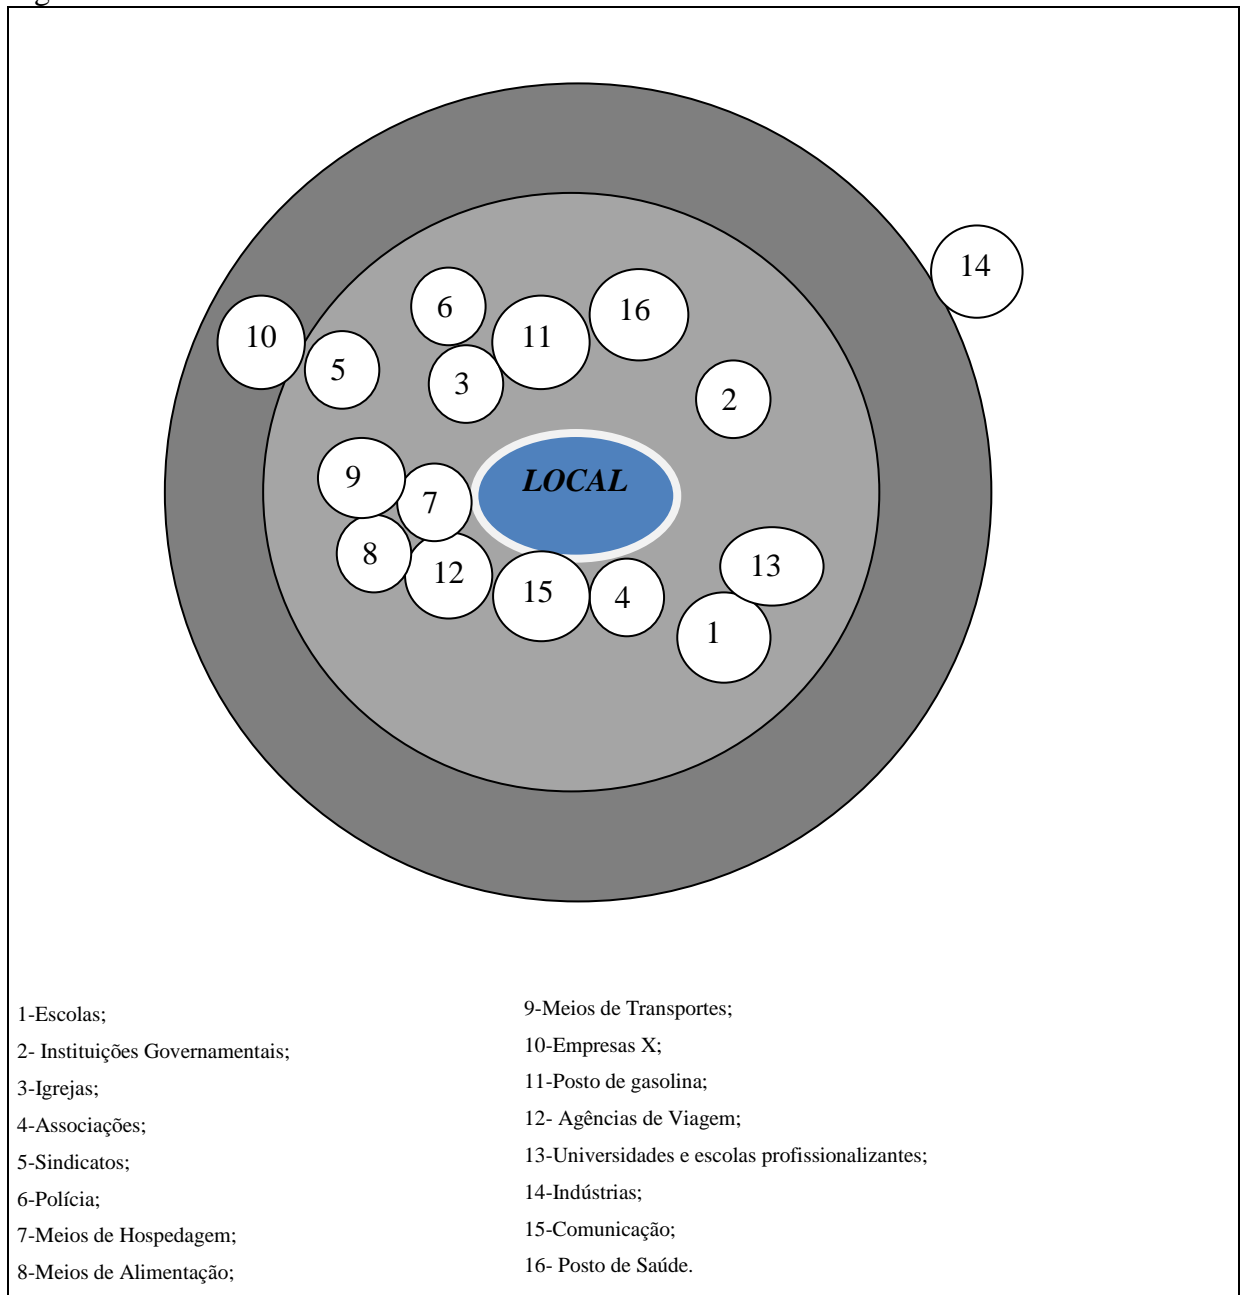 14
6
16
11
10
5
3
2
9
LOCAL
7
8
12
13
15
4
1
1-Escolas;
2- Instituições Governamentais;
3-Igrejas;
4-Associações;
5-Sindicatos;
6-Polícia;
7-Meios de Hospedagem;
8-Meios de Alimentação;
9-Meios de Transportes;
10-Empresas X;
11-Posto de gasolina;
12- Agências de Viagem;
13-Universidades e escolas profissionalizantes;
14-Indústrias;
15-Comunicação;
16- Posto de Saúde.